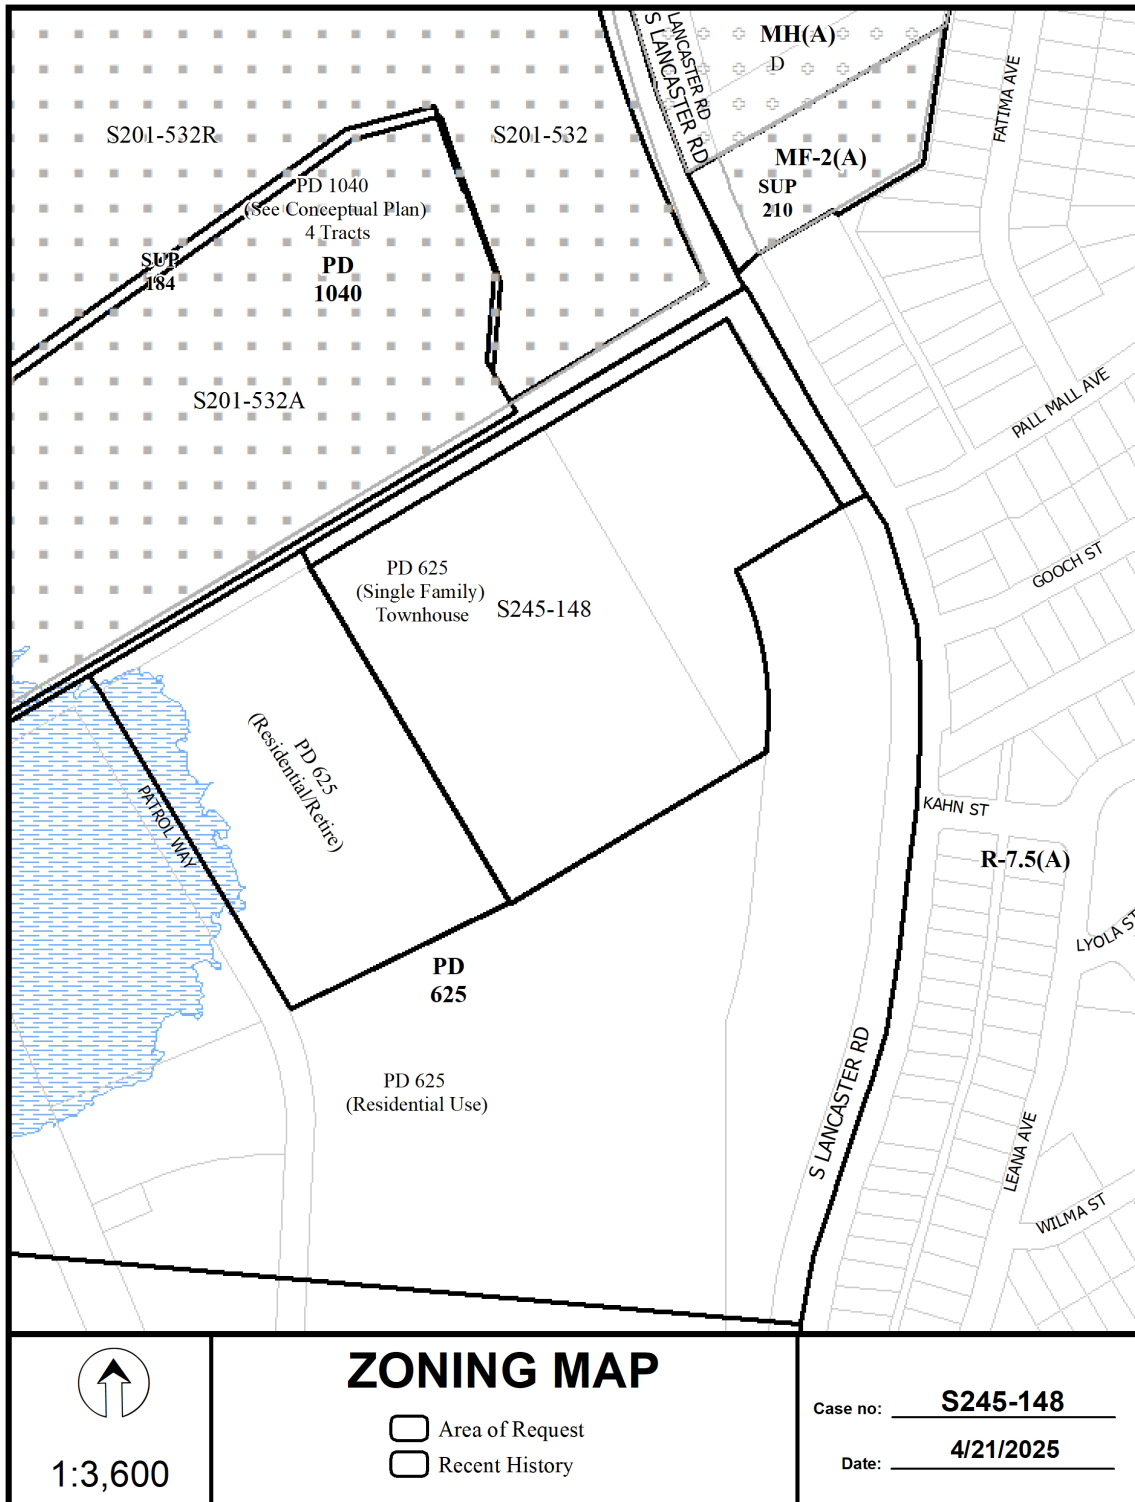 MH(A)
D
LANCASTER RD
S LANCASTER RD
FATIMA AVE
S201-532R
S201-532
MF-2(A)
SUP
210
PD 1040
(See Conceptual Plan)
4 Tracts
SUP
184
PD
1040
S201-532A
PALL MALL AVE
GOOCH ST
PD 625
(Single Family)
Townhouse
S245-148
PD 625
(Residential/Retire)
PATROL WAY
KAHN ST
R-7.5(A)
LYOLA ST
PD
625
PD 625
(Residential Use)
S LANCASTER RD
LEANA AVE
WILMA ST
1:3,600
ZONING MAP
Area of Request
Recent History
Case no: S245-148
Date: 4/21/2025